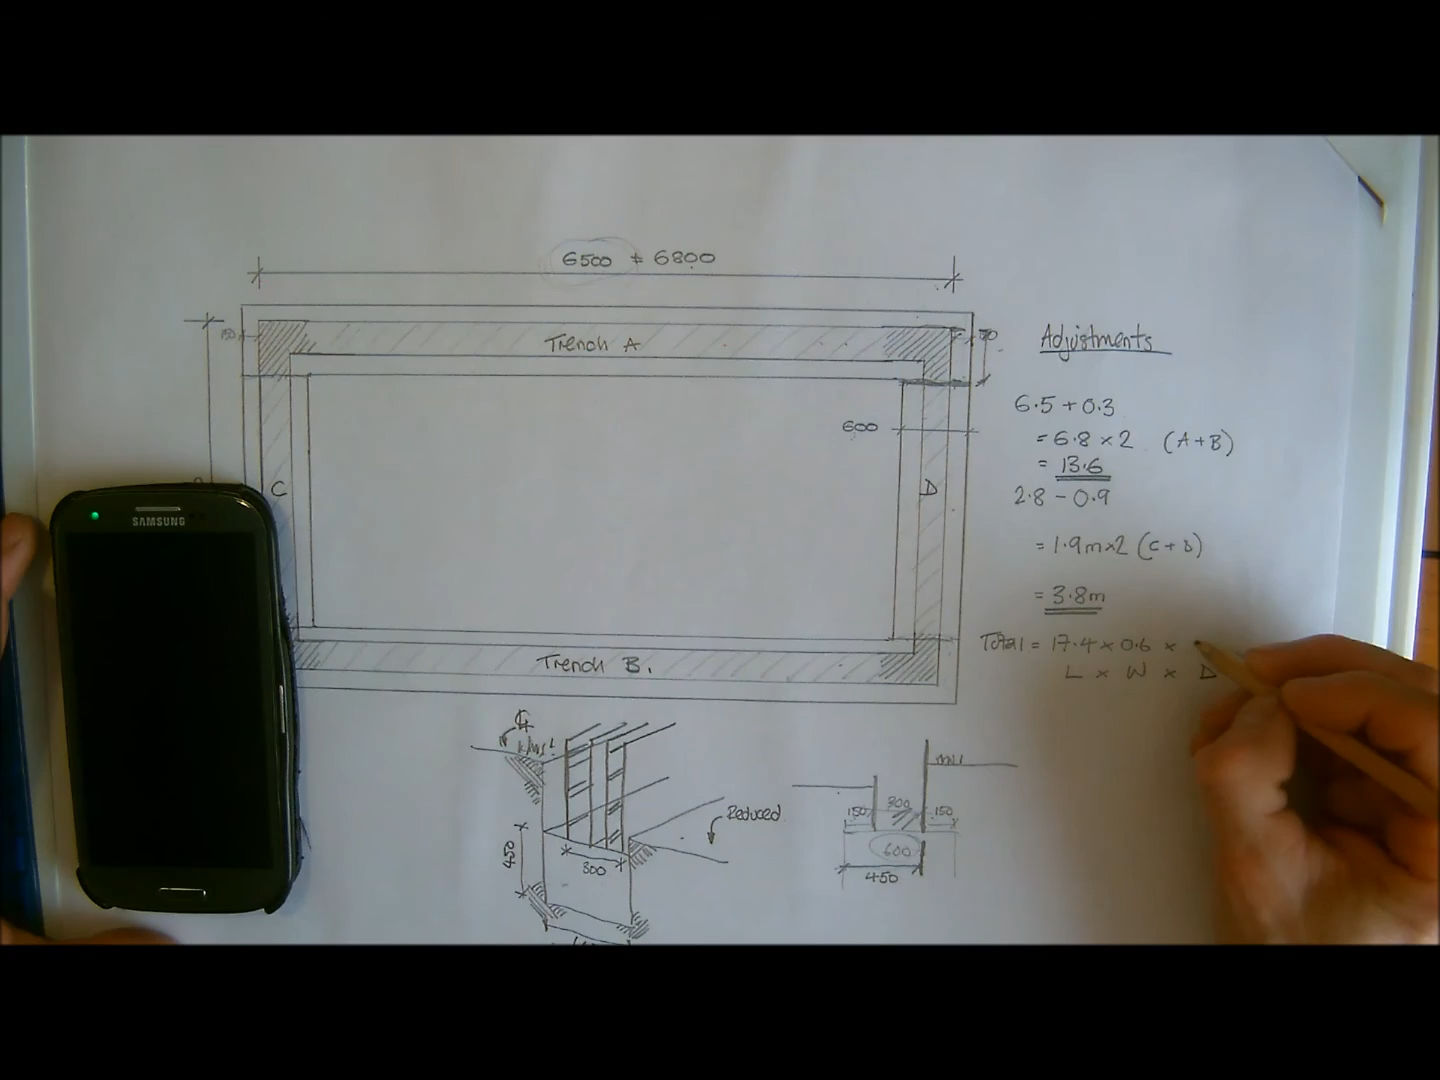 6500 + 6800
Trench A
150
Adjustments
6.5 + 0.3
= 6.8 × 2 (A+B)
= 13.6
2.8 - 0.9
= 1.9m×2 (C + D)
= 3.8m
Total = 17.4 × 0.6 ×
L × W × D
600
C
D
Trench B.
450
300
Reduced
150
300
150
600
450
SAMSUNG